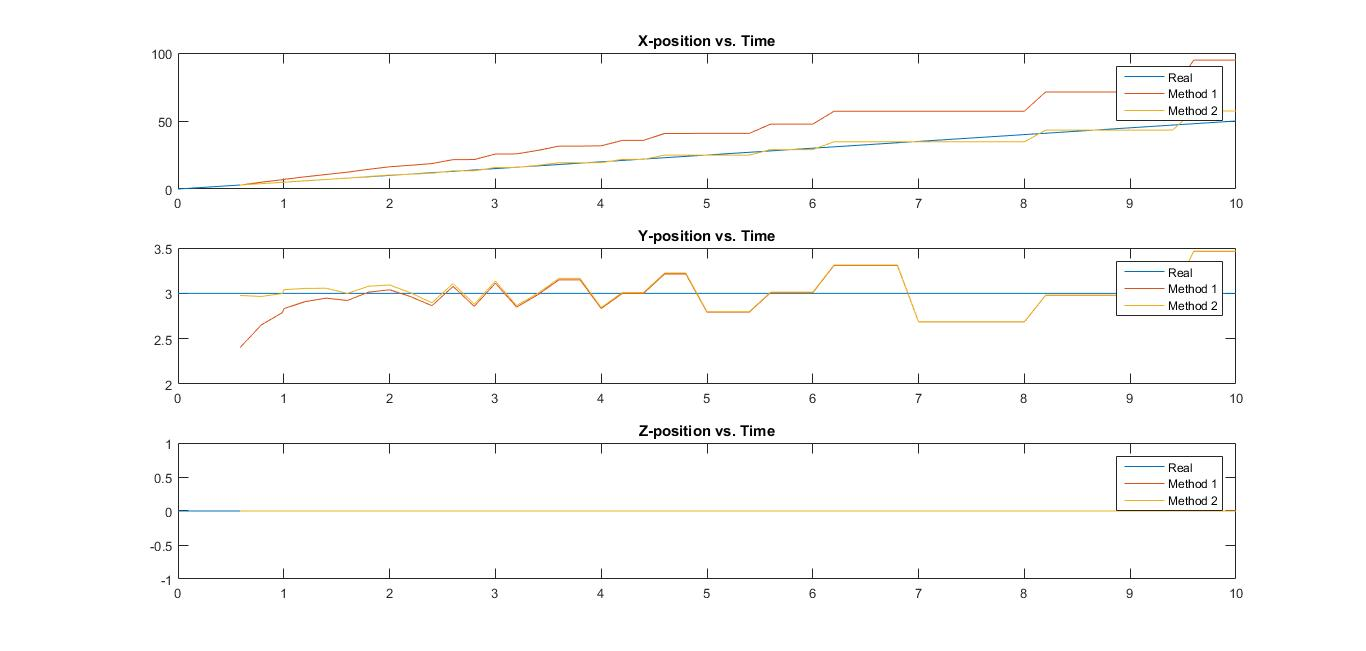 X-position vs. Time
100
50
0
0 1 2 3 4 5 6 7 8 9 10
Real
Method 1
Method 2
Y-position vs. Time
3.5
3
2.5
2
0 1 2 3 4 5 6 7 8 9 10
Real
Method 1
Method 2
Z-position vs. Time
1
0.5
0
-0.5
-1
0 1 2 3 4 5 6 7 8 9 10
Real
Method 1
Method 2